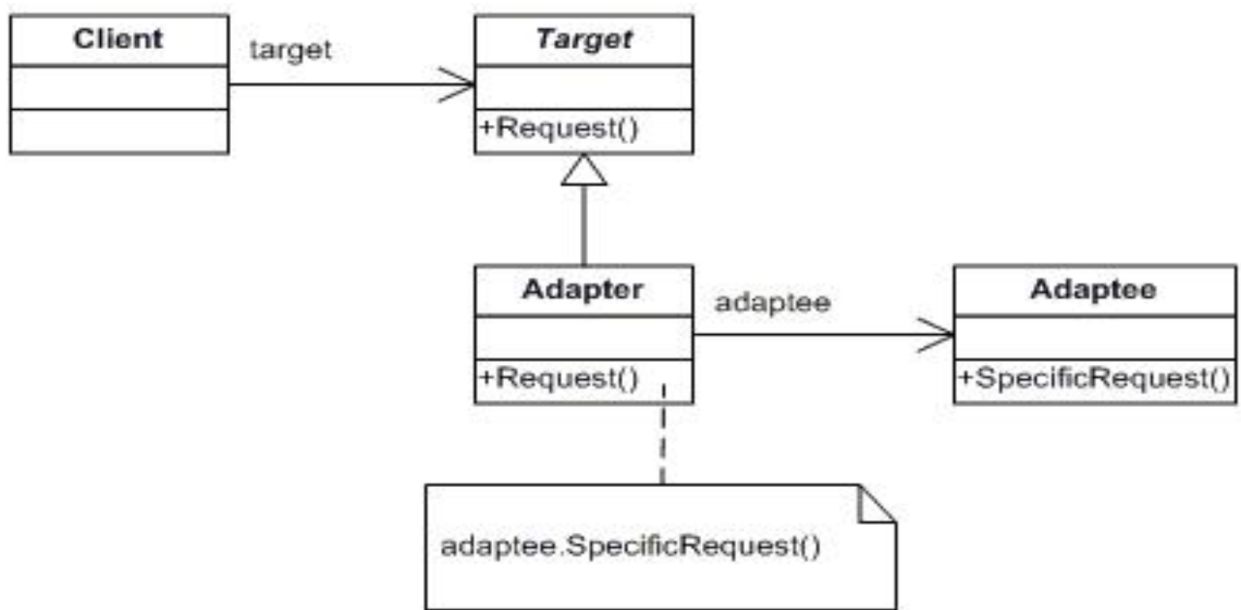 Client
target
Target
+Request()
Adapter
adaptee
Adaptee
+Request()
+SpecificRequest()
adaptee.SpecificRequest()